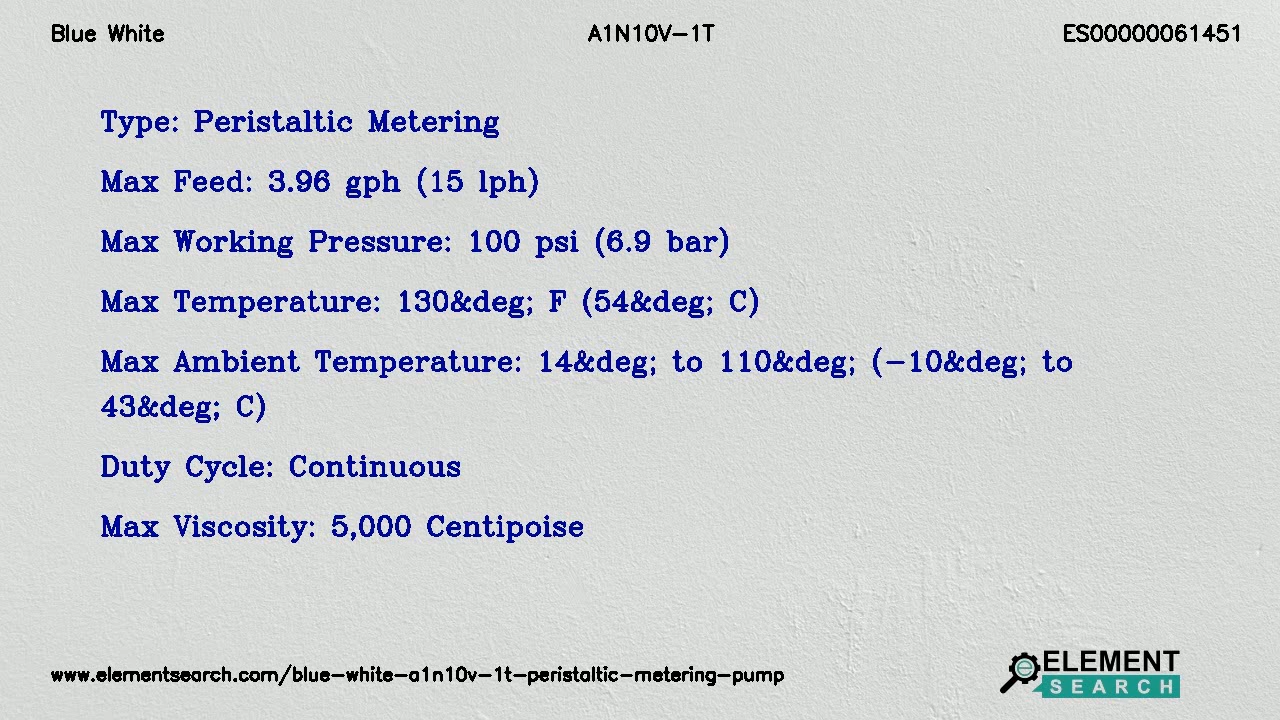 Blue White A1N10V-1T ES00000061451
Type: Peristaltic Metering
Max Feed: 3.96 gph (15 lph)
Max Working Pressure: 100 psi (6.9 bar)
Max Temperature: 130&deg; F (54&deg; C)
Max Ambient Temperature: 14&deg; to 110&deg; (-10&deg; to
43&deg; C)
Duty Cycle: Continuous
Max Viscosity: 5,000 Centipoise
www.elementsearch.com/blue-white-a1n10v-1t-peristaltic-metering-pump
ELEMENT
SEARCH